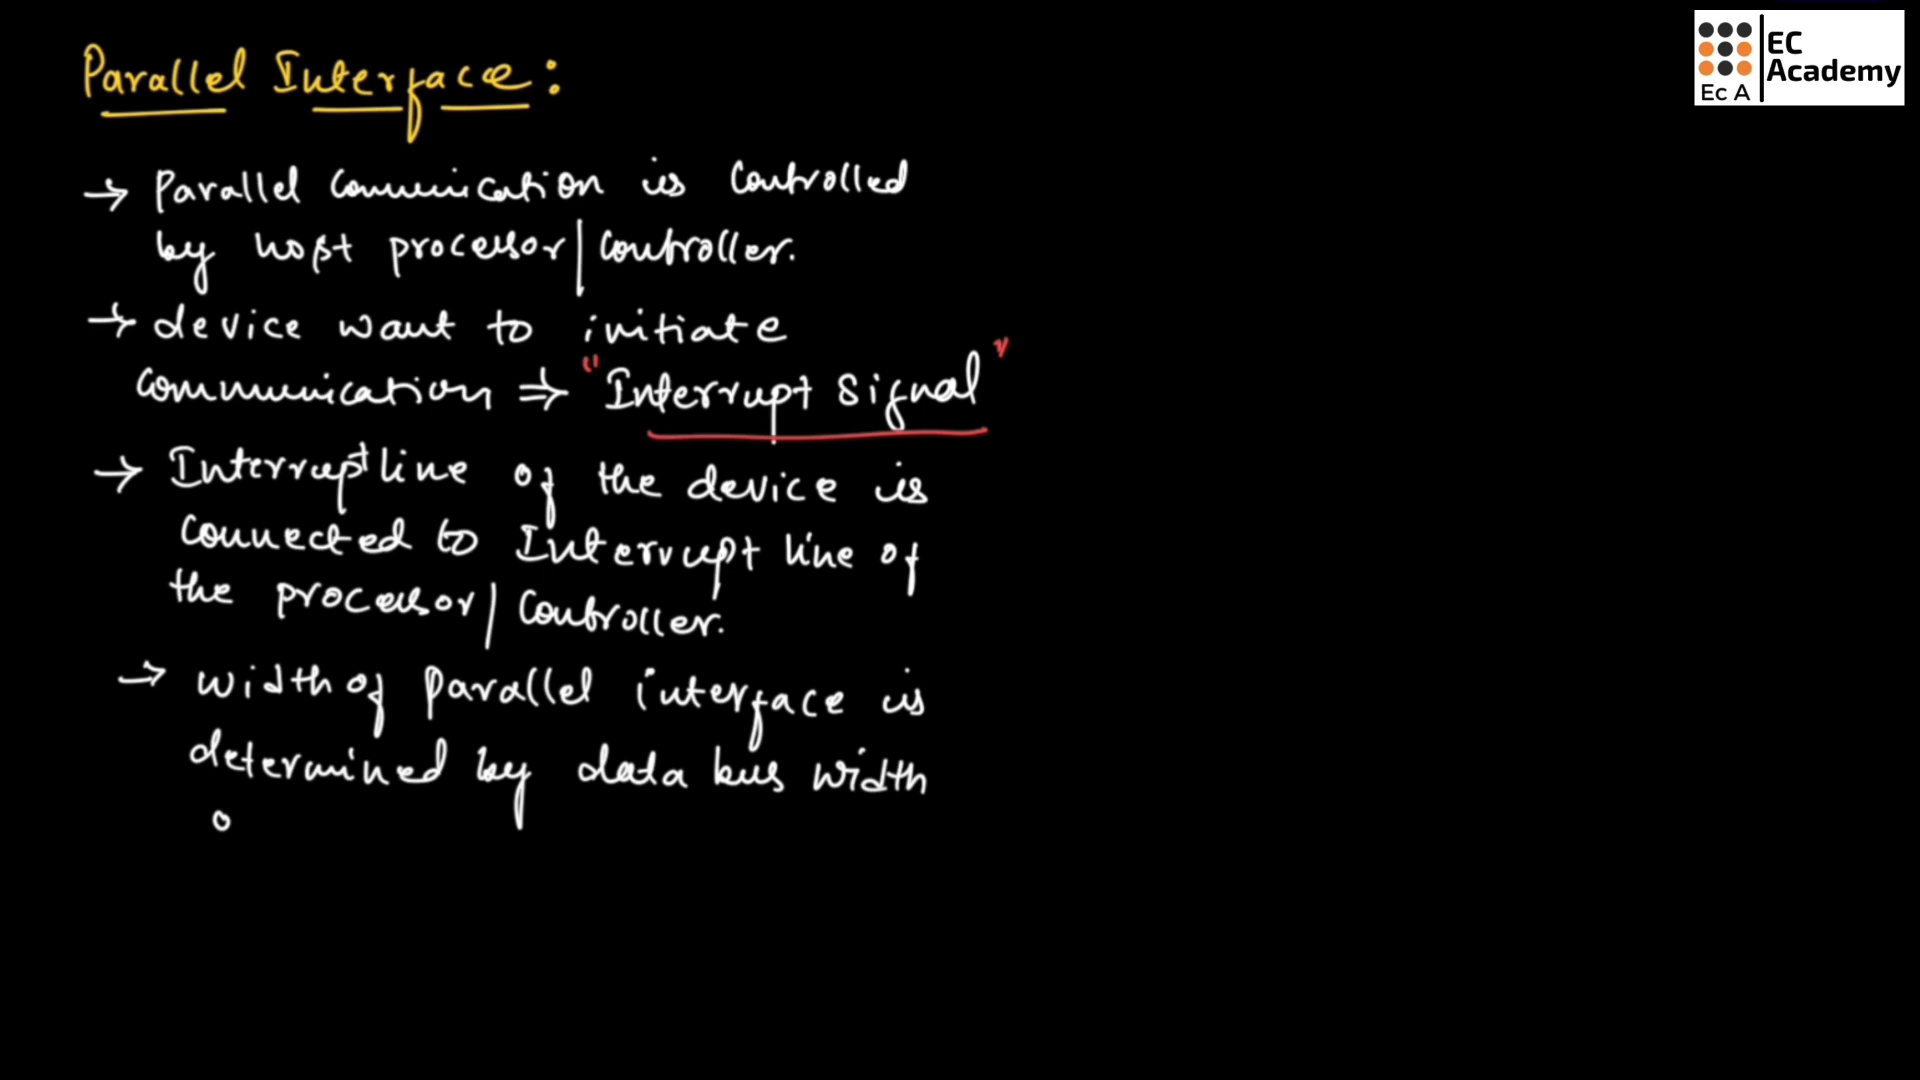 Parallel Interface:
EC
Academy
Ec A
→ Parallel Communication is Controlled
by host processor/Controller.
→ device want to initiate
Communication ⇒ "Interrupt Signal"
→ Interrupt line of the device is
Connected to Interrupt line of
the processor/Controller.
→ width of parallel interface is
determined by data bus width
o